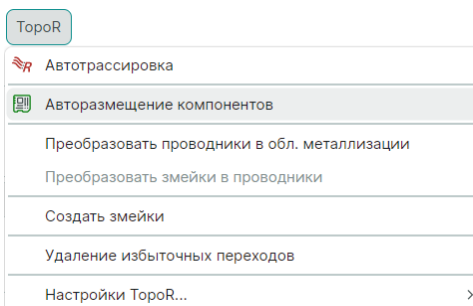 TopoR
Автотрассировка
Авторазмещение компонентов
Преобразовать проводники в обл. металлизации
Преобразовать змейки в проводники
Создать змейки
Удаление избыточных переходов
Настройки TopoR...